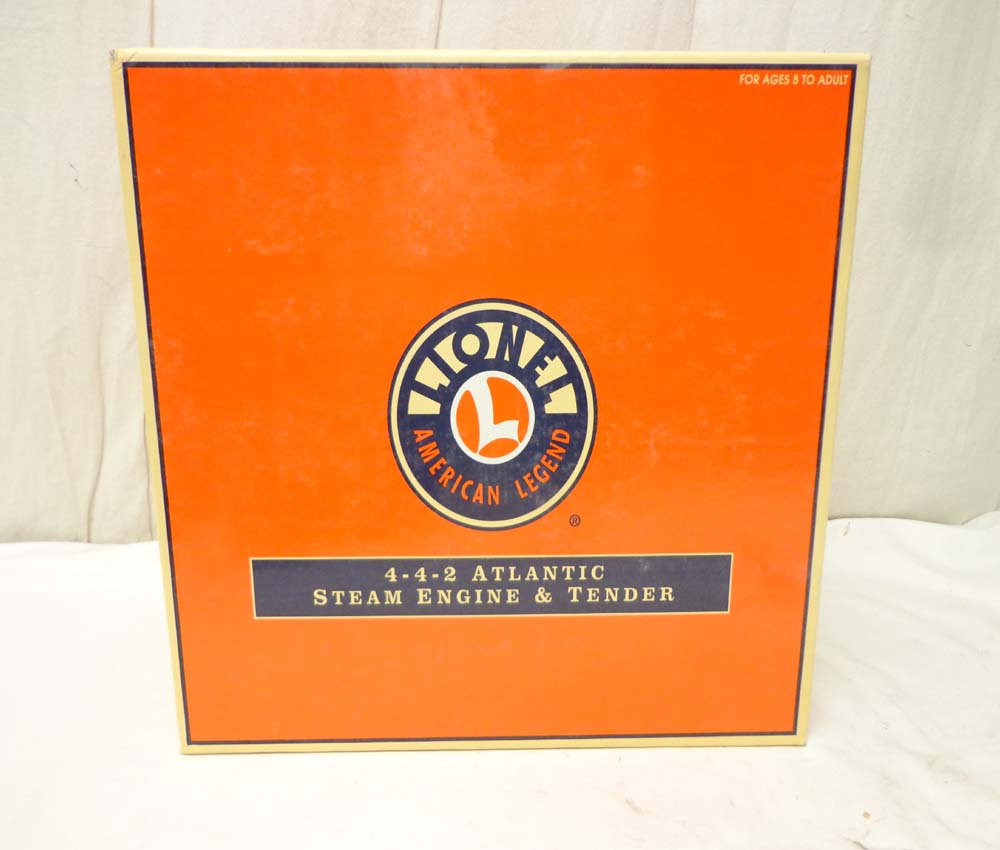 FOR AGES 8 TO ADULT
LIONEL
L
AMERICAN LEGEND
®
4-4-2 ATLANTIC
STEAM ENGINE & TENDER